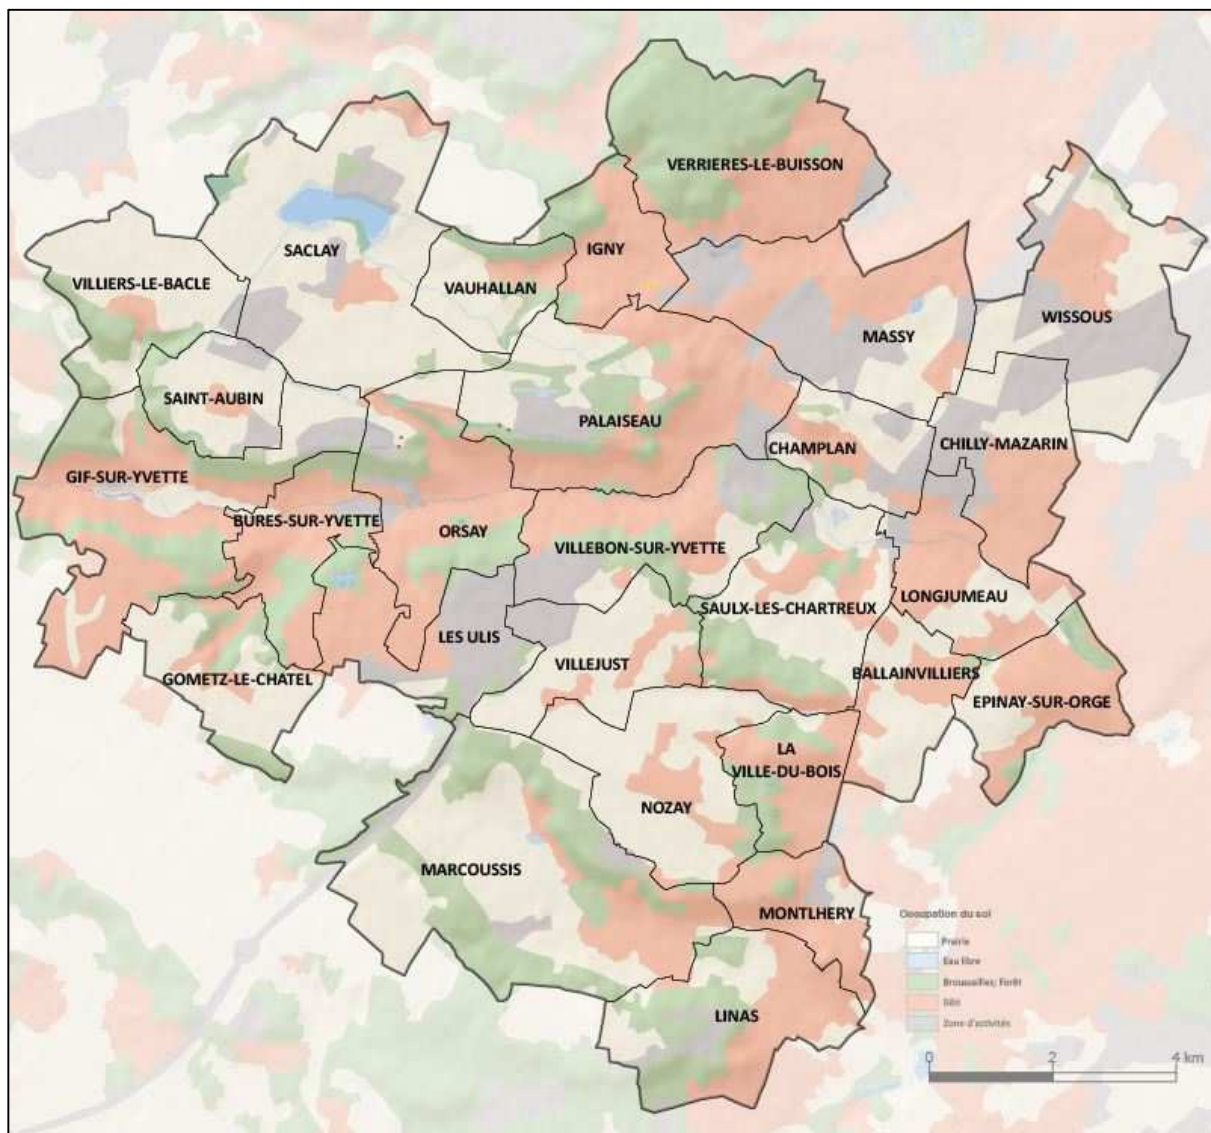 VERRIERES-LE-BUISSON
IGNY
SACLAY
VILLIERS-LE-BACLE
VAUHALLAN
WISSOUS
MASSY
SAINT-AUBIN
PALAISEAU
CHAMPLAN
CHILLY-MAZARIN
GIF-SUR-YVETTE
BURES-SUR-YVETTE
ORSAY
VILLEBON-SUR-YVETTE
LONGJUMEAU
SAULX-LES-CHARTREUX
LES ULIS
VILLEJUST
BALLAINVILLIERS
GOMETZ-LE-CHATEL
EPINAY-SUR-ORGE
LA
VILLE-DU-BOIS
NOZAY
MARCOUSSIS
MONTLHERY
LINAS
Occupation du sol
Prairie
Eau libre
Broussailles; Forêt
Bâti
Zone d'activités
0 2 4 km